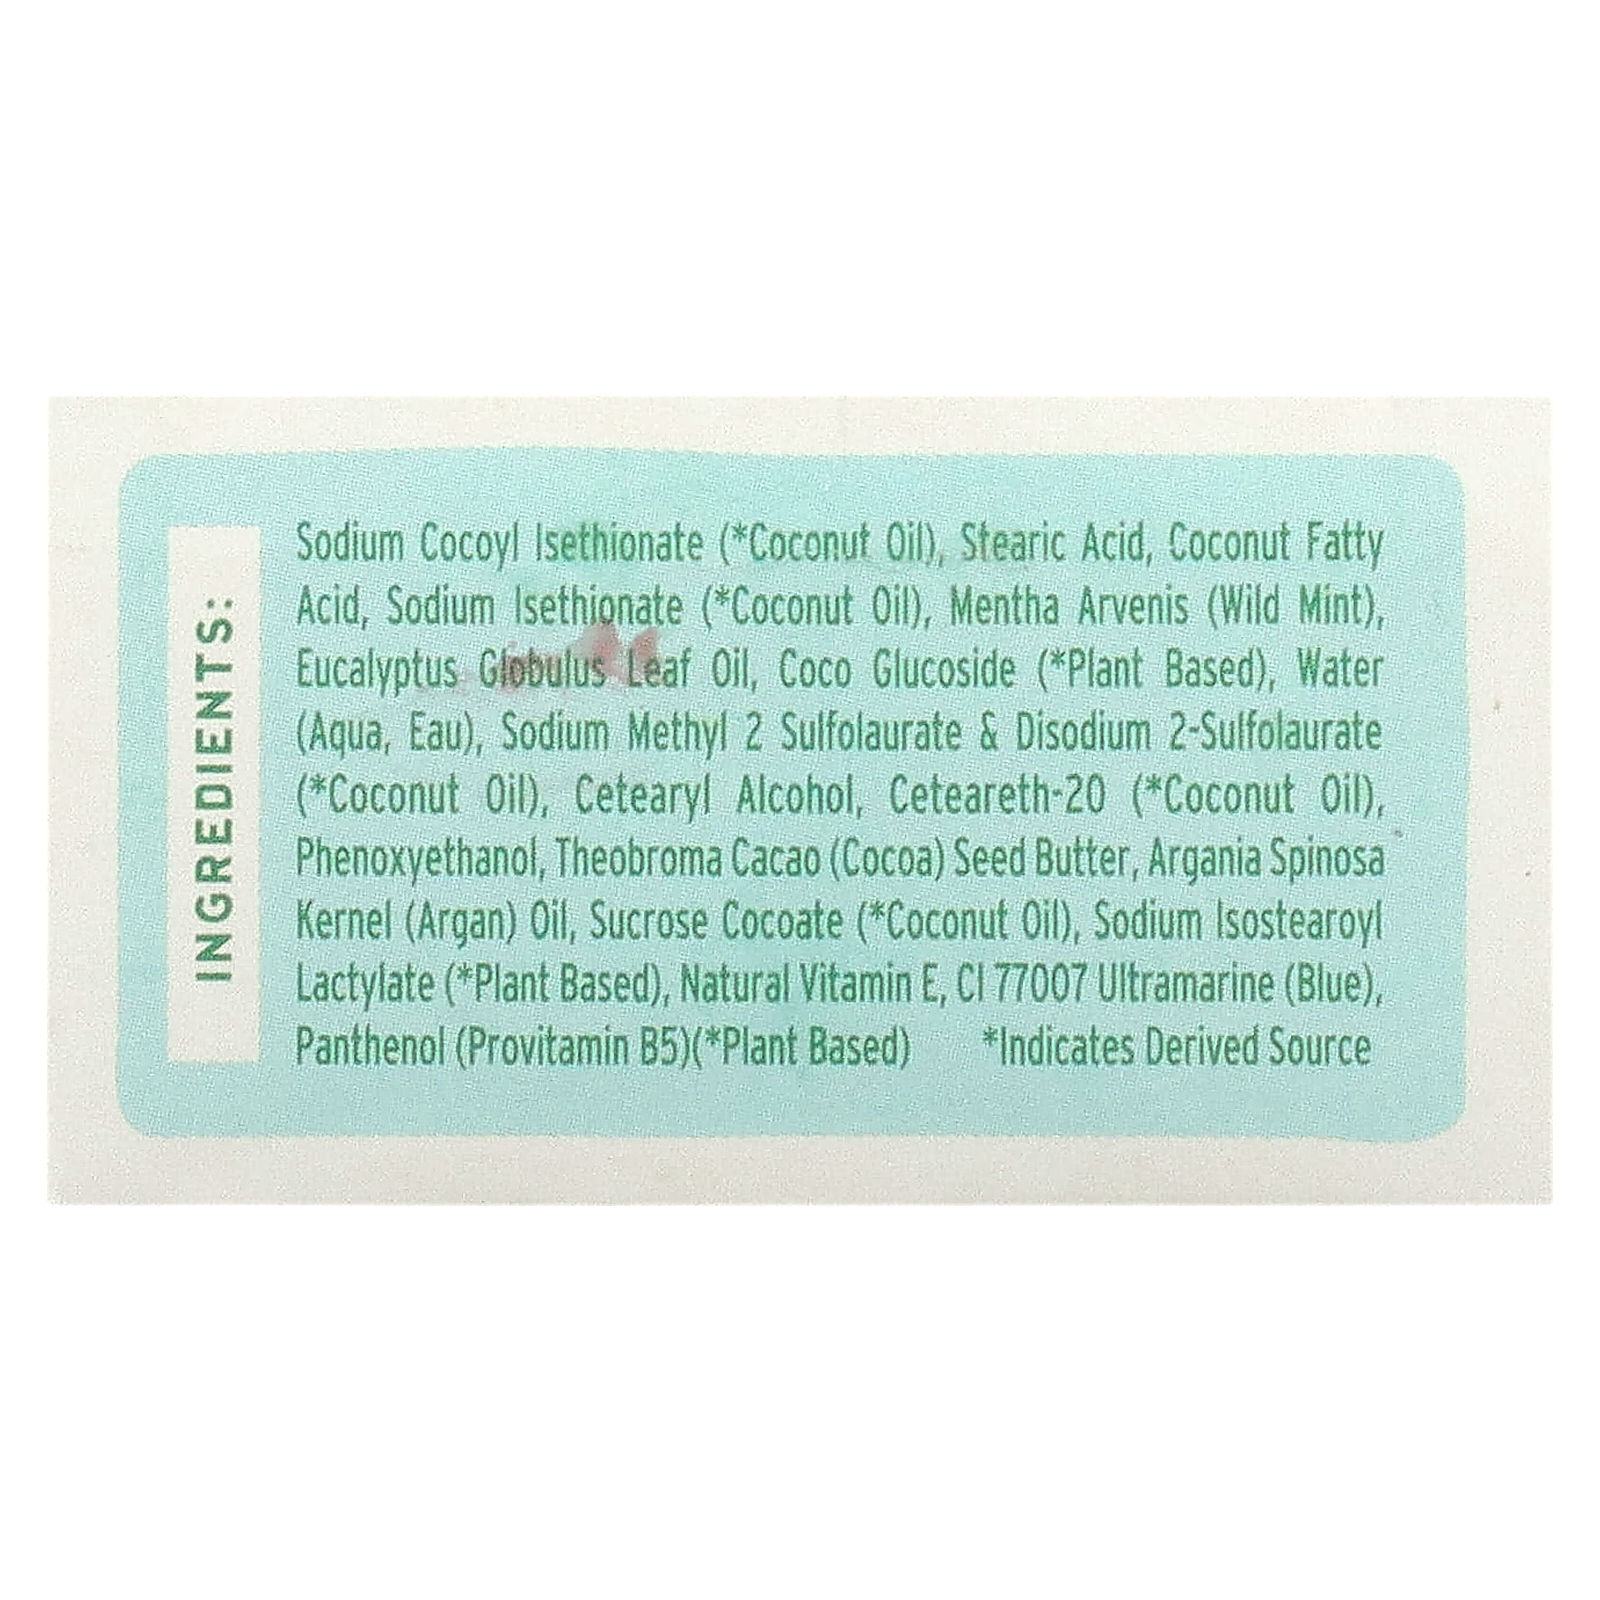 INGREDIENTS:
Sodium Cocoyl Isethionate (*Coconut Oil), Stearic Acid, Coconut Fatty
Acid, Sodium Isethionate (*Coconut Oil), Mentha Arvenis (Wild Mint),
Eucalyptus Globulus Leaf Oil, Coco Glucoside (*Plant Based), Water
(Aqua, Eau), Sodium Methyl 2 Sulfolaurate & Disodium 2-Sulfolaurate
(*Coconut Oil), Cetearyl Alcohol, Ceteareth-20 (*Coconut Oil),
Phenoxyethanol, Theobroma Cacao (Cocoa) Seed Butter, Argania Spinosa
Kernel (Argan) Oil, Sucrose Cocoate (*Coconut Oil), Sodium Isostearoyl
Lactylate (*Plant Based), Natural Vitamin E, CI 77007 Ultramarine (Blue),
Panthenol (Provitamin B5)(*Plant Based) *Indicates Derived Source